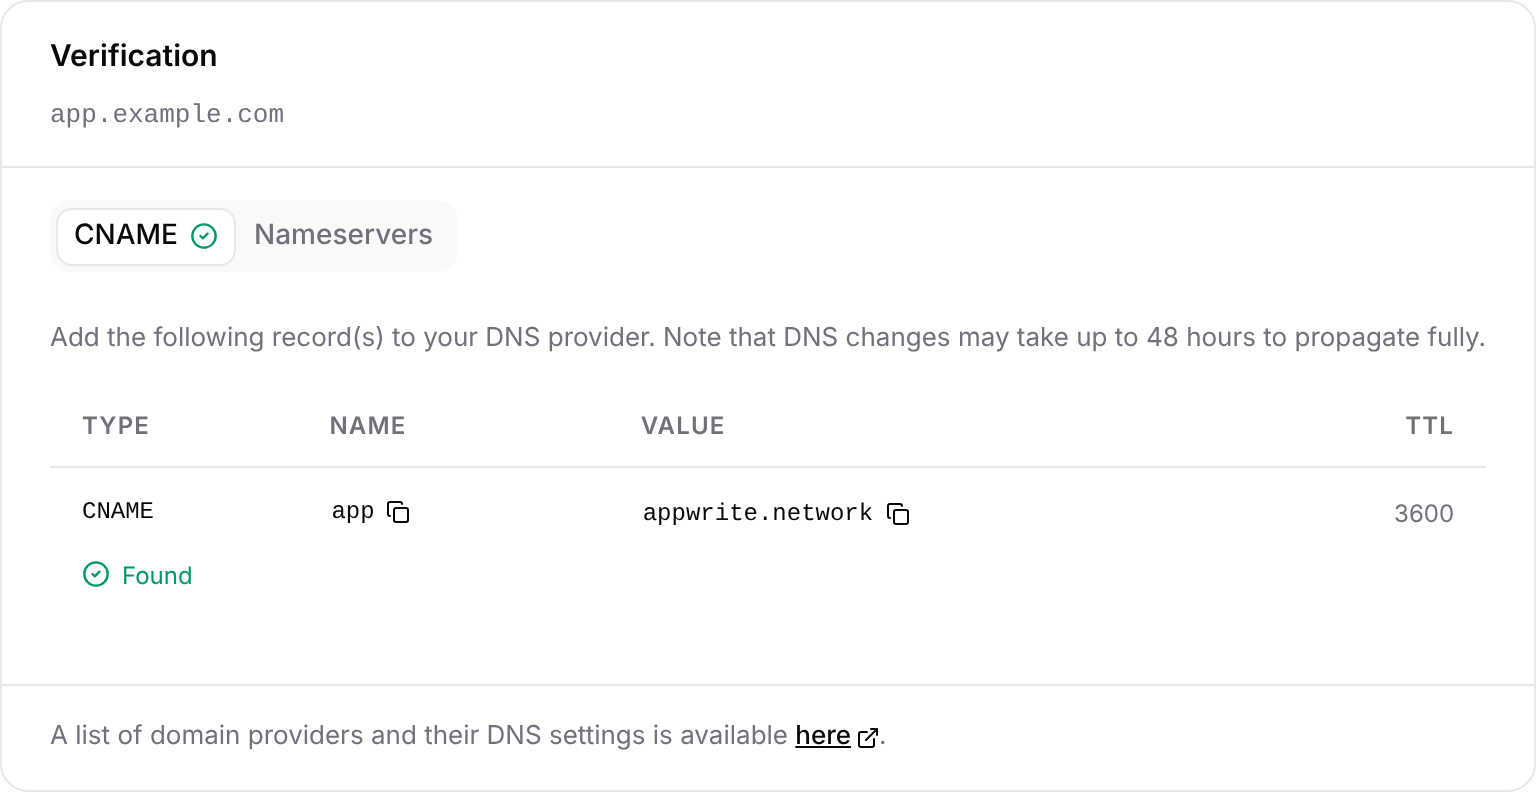 Verification
app.example.com
CNAME Nameservers
Add the following record(s) to your DNS provider. Note that DNS changes may take up to 48 hours to propagate fully.
TYPE NAME VALUE TTL
CNAME app appwrite.network 3600
Found
A list of domain providers and their DNS settings is available here.